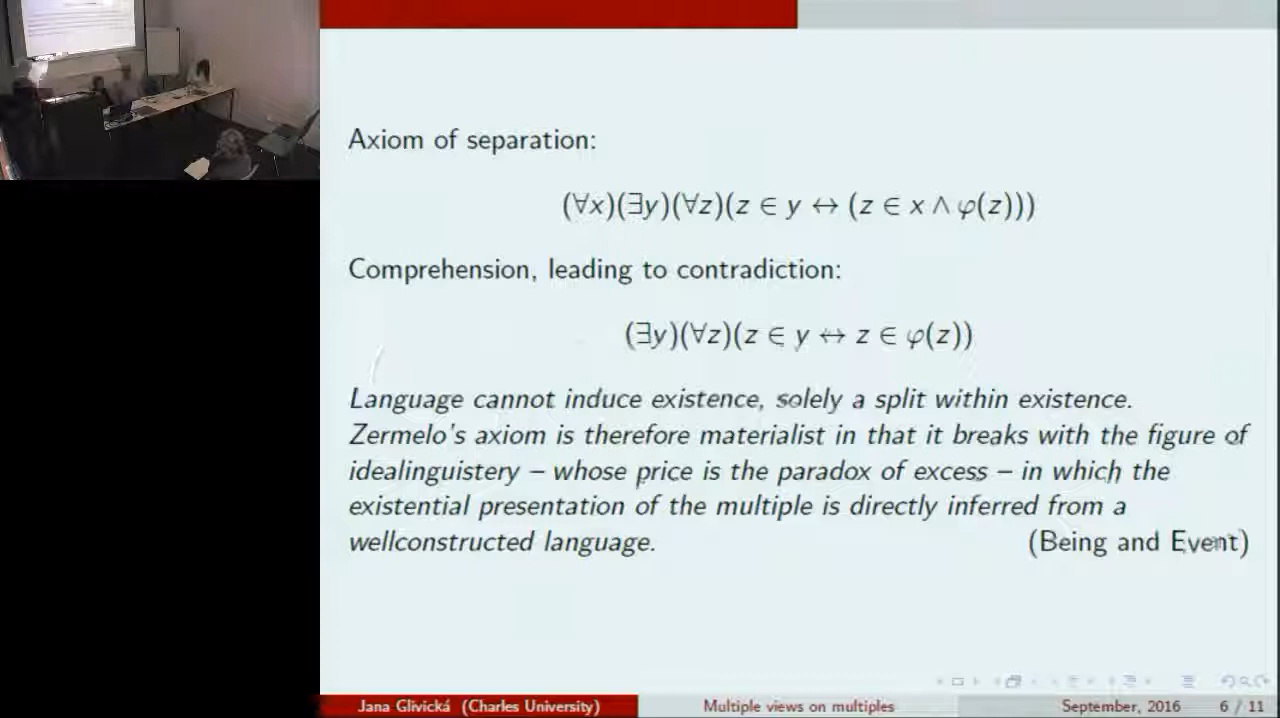 Axiom of separation:
(∀x)(∃y)(∀z)(z ∈ y ↔ (z ∈ x ∧ φ(z)))
Comprehension, leading to contradiction:
(∃y)(∀z)(z ∈ y ↔ z ∈ φ(z))
Language cannot induce existence, solely a split within existence.
Zermelo's axiom is therefore materialist in that it breaks with the figure of
idealinguistery – whose price is the paradox of excess – in which the
existential presentation of the multiple is directly inferred from a
wellconstructed language. (Being and Event)
Jana Glivická (Charles University) Multiple views on multiples September, 2016 6 / 11